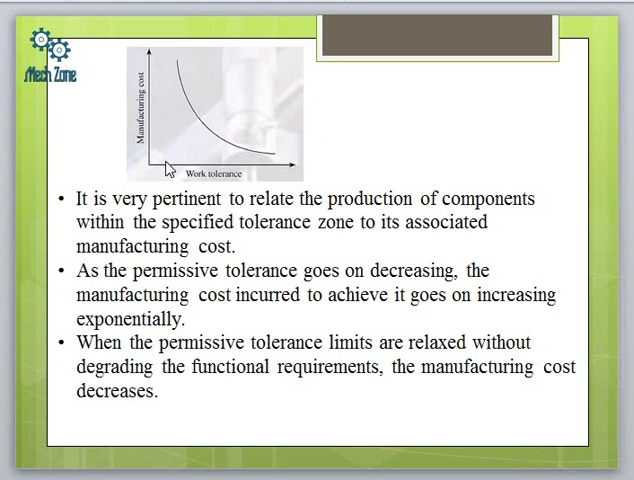 Mech Zone
Manufacturing cost
Work tolerance
• It is very pertinent to relate the production of components
within the specified tolerance zone to its associated
manufacturing cost.
• As the permissive tolerance goes on decreasing, the
manufacturing cost incurred to achieve it goes on increasing
exponentially.
• When the permissive tolerance limits are relaxed without
degrading the functional requirements, the manufacturing cost
decreases.